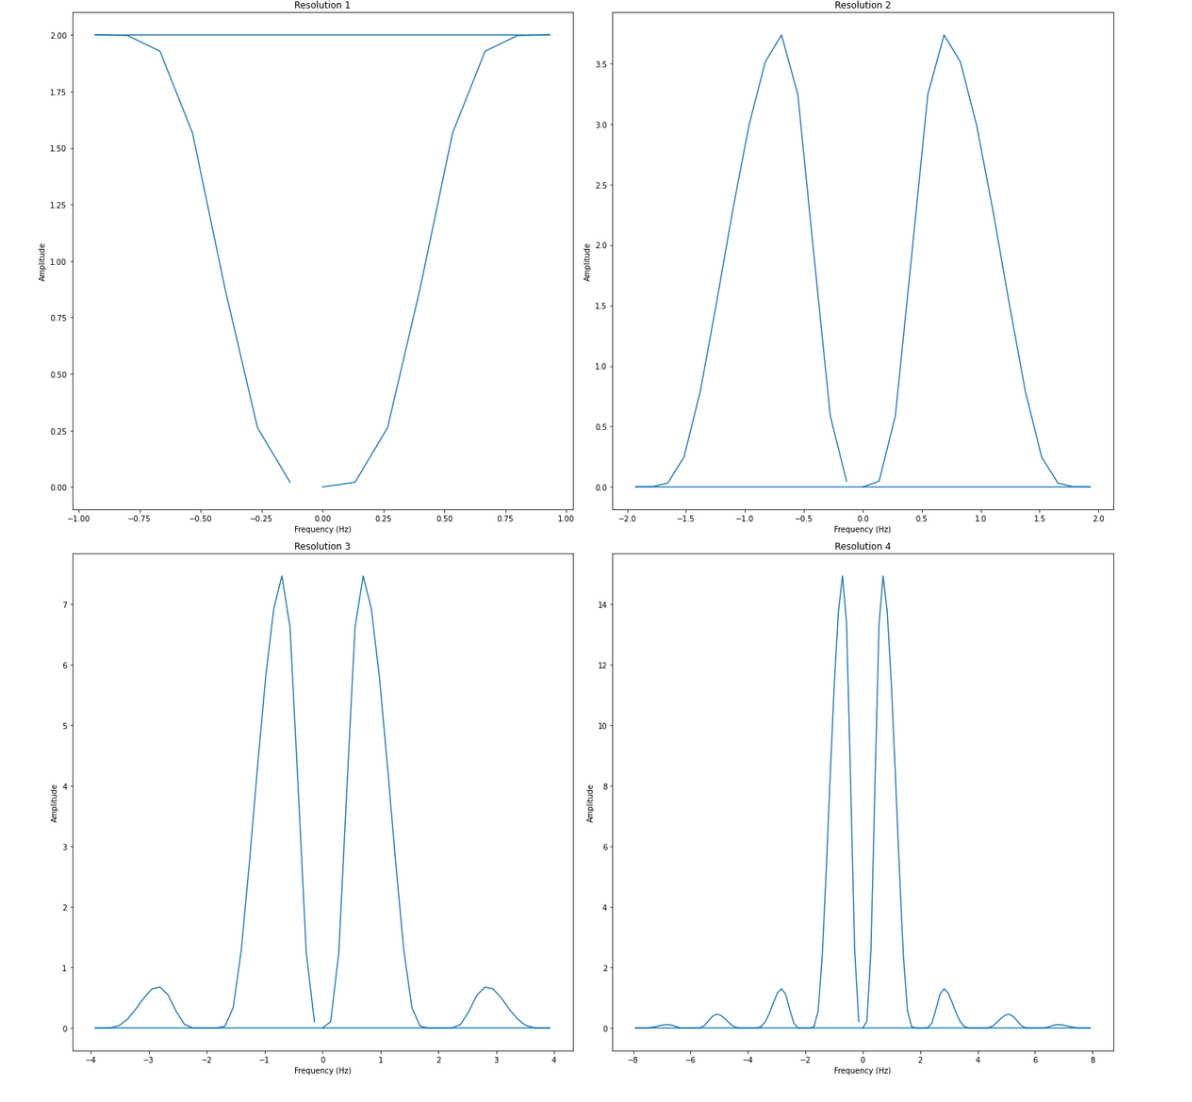 Resolution 1
2.00
1.75
1.50
1.25
1.00
0.75
0.50
0.25
0.00
Amplitude
−1.00 −0.75 −0.50 −0.25 0.00 0.25 0.50 0.75 1.00
Frequency (Hz)
Resolution 2
3.5
3.0
2.5
2.0
1.5
1.0
0.5
0.0
Amplitude
−2.0 −1.5 −1.0 −0.5 0.0 0.5 1.0 1.5 2.0
Frequency (Hz)
Resolution 3
7
6
5
4
3
2
1
0
Amplitude
−4 −3 −2 −1 0 1 2 3 4
Frequency (Hz)
Resolution 4
14
12
10
8
6
4
2
0
Amplitude
−8 −6 −4 −2 0 2 4 6 8
Frequency (Hz)